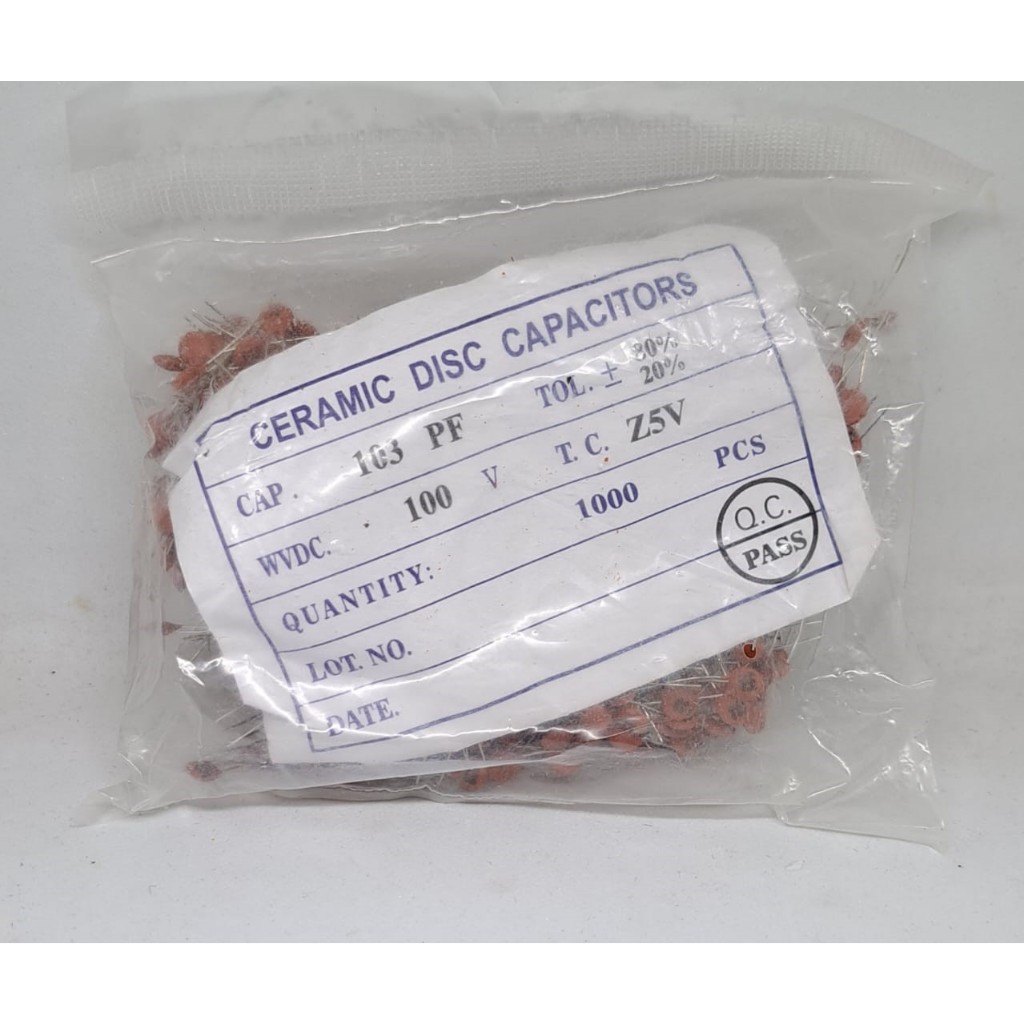 CERAMIC DISC CAPACITORS
CAP. 103 PF TOL. ± 80% 20%
WVDC. 100 V T. C. Z5V
QUANTITY: 1000 PCS
LOT. NO.
DATE.
Q.C.
PASS